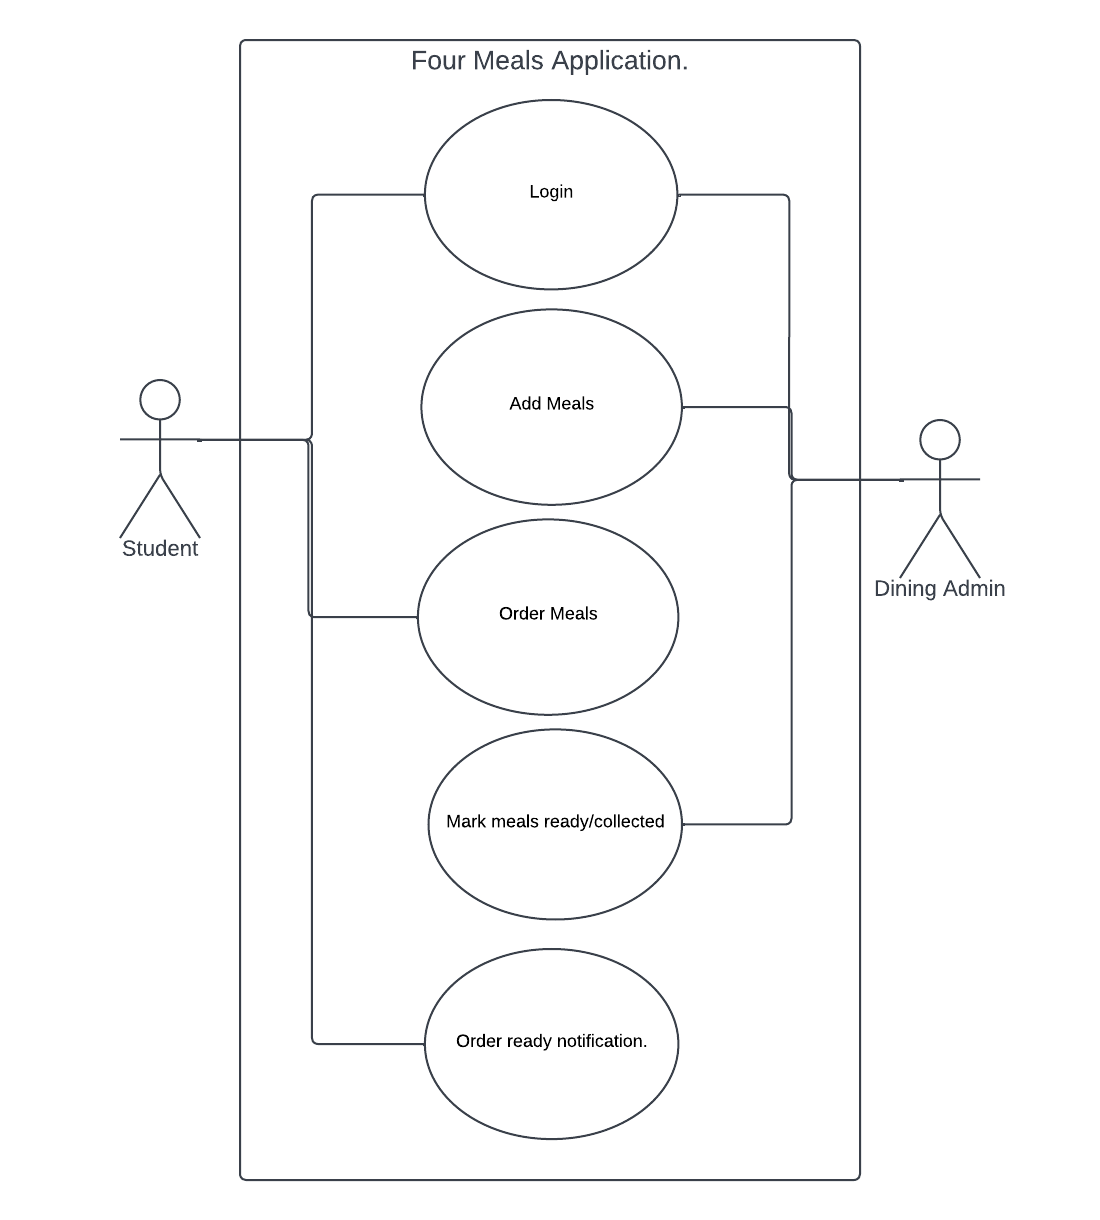 Four Meals Application.
Login
Add Meals
Student
Dining Admin
Order Meals
Mark meals ready/collected
Order ready notification.